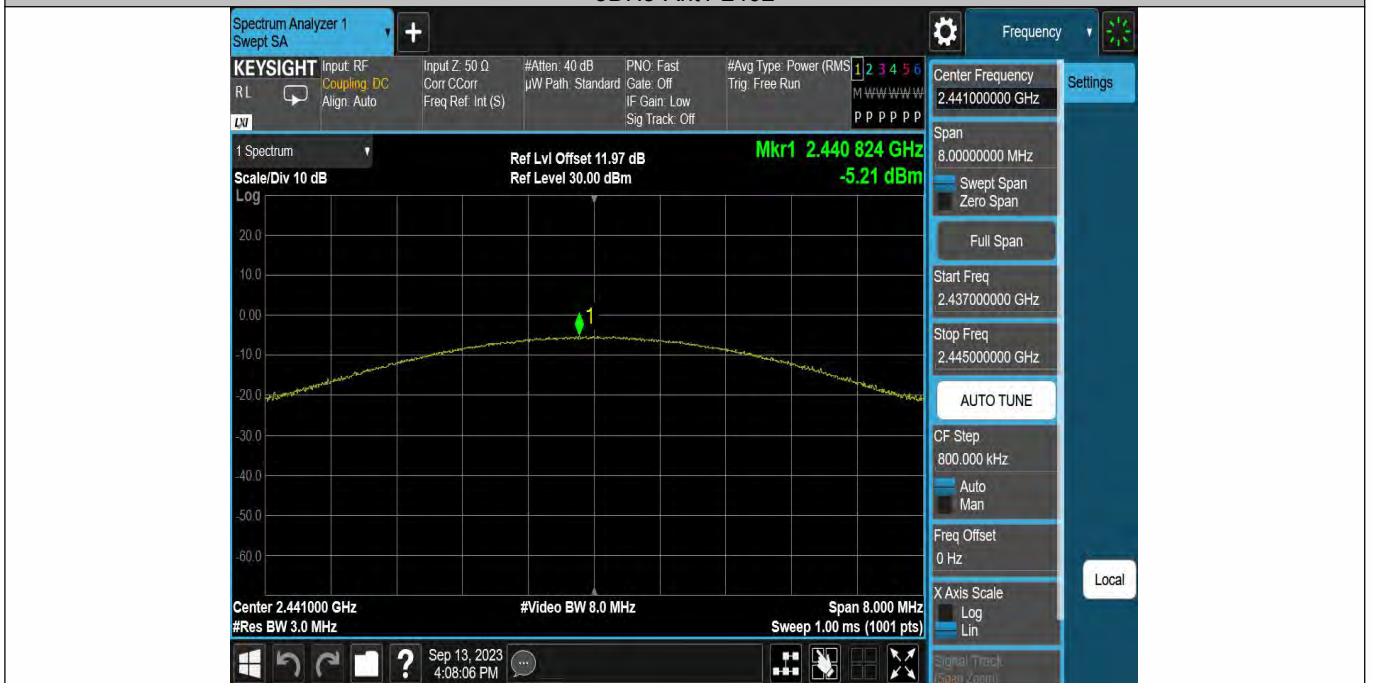 Spectrum Analyzer 1
Swept SA
+
Frequency
KEYSIGHT
RL
LXI
Input: RF
Coupling: DC
Align: Auto
Input Z: 50 Ω
Corr CCorr
Freq Ref: Int (S)
#Atten: 40 dB
µW Path: Standard
PNO: Fast
Gate: Off
IF Gain: Low
Sig Track: Off
#Avg Type: Power (RMS
Trig: Free Run
1 2 3 4 5 6
M W W W W W
P P P P P P
Center Frequency
2.441000000 GHz
Settings
1 Spectrum
Scale/Div 10 dB
Log
Ref Lvl Offset 11.97 dB
Ref Level 30.00 dBm
Mkr1 2.440 824 GHz
-5.21 dBm
20.0
10.0
0.00
-10.0
-20.0
-30.0
-40.0
-50.0
-60.0
1
Center 2.441000 GHz
#Res BW 3.0 MHz
#Video BW 8.0 MHz
Span 8.000 MHz
Sweep 1.00 ms (1001 pts)
Span
8.00000000 MHz
Swept Span
Zero Span
Full Span
Start Freq
2.437000000 GHz
Stop Freq
2.445000000 GHz
AUTO TUNE
CF Step
800.000 kHz
Auto
Man
Freq Offset
0 Hz
X Axis Scale
Log
Lin
Signal Track
(Span Zoom)
Local
?
Sep 13, 2023
4:08:06 PM